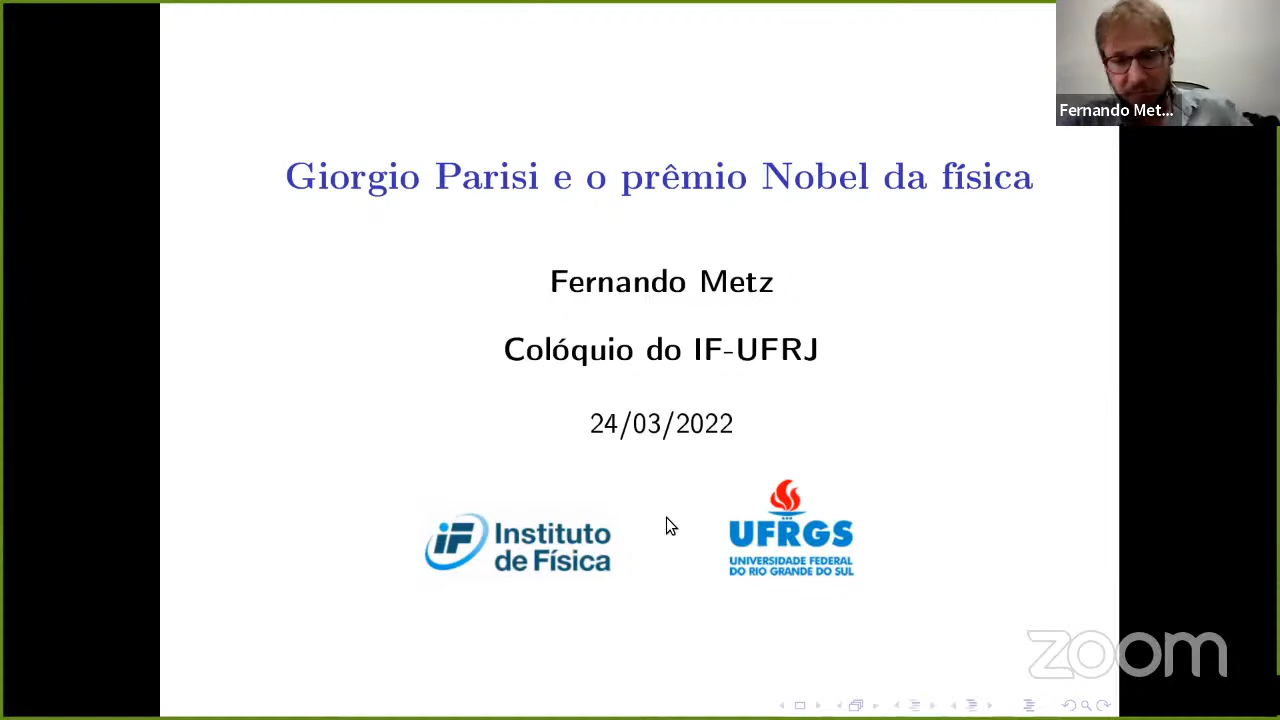 Fernando Met...
Giorgio Parisi e o prêmio Nobel da física
Fernando Metz
Colóquio do IF-UFRJ
24/03/2022
iF Instituto
de Física
UFRGS
UNIVERSIDADE FEDERAL
DO RIO GRANDE DO SUL
zoom